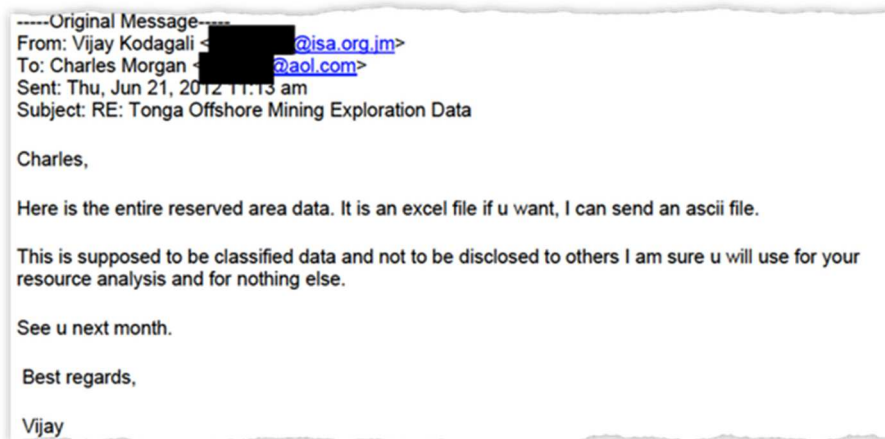 -----Original Message-----
From: Vijay Kodagali < @isa.org.jm>
To: Charles Morgan < @aol.com>
Sent: Thu, Jun 21, 2012 11:13 am
Subject: RE: Tonga Offshore Mining Exploration Data
Charles,
Here is the entire reserved area data. It is an excel file if u want, I can send an ascii file.
This is supposed to be classified data and not to be disclosed to others I am sure u will use for your
resource analysis and for nothing else.
See u next month.
Best regards,
Vijay